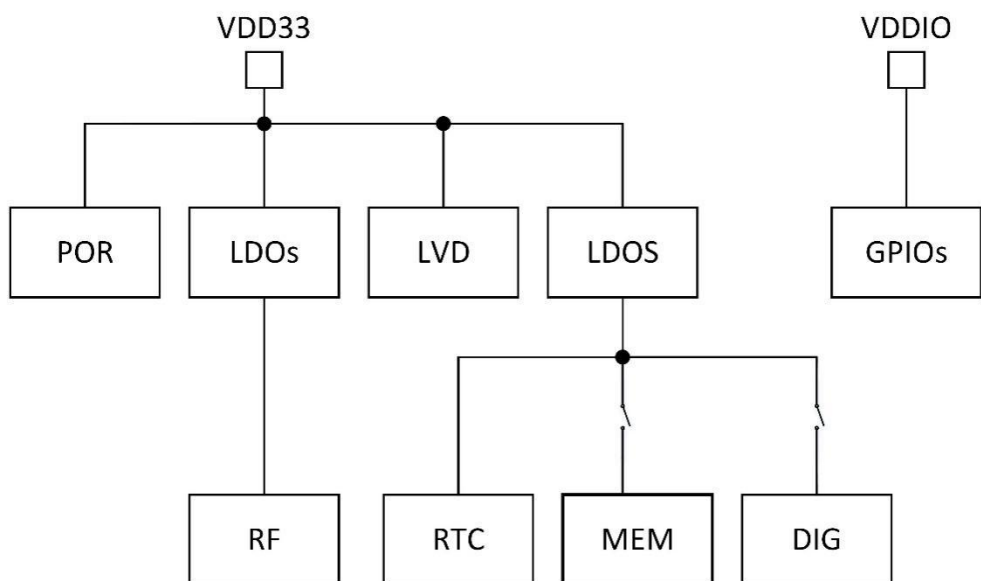 VDD33
VDDIO
POR
LDOs
LVD
LDOS
GPIOs
RF
RTC
MEM
DIG